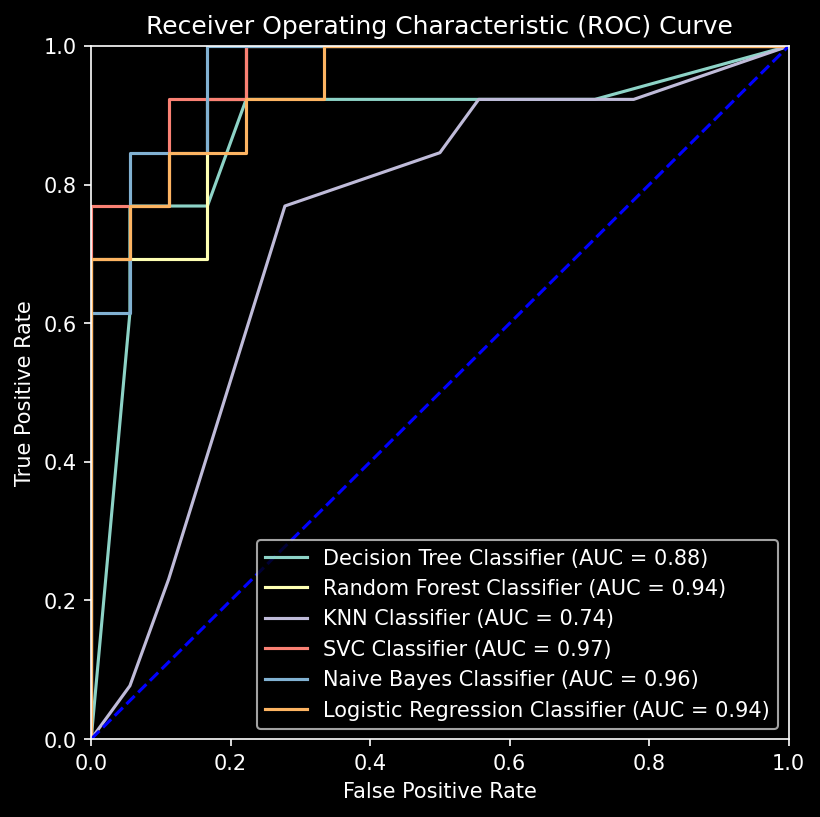 Receiver Operating Characteristic (ROC) Curve
1.0
0.8
0.6
0.4
0.2
0.0
True Positive Rate
Decision Tree Classifier (AUC = 0.88)
Random Forest Classifier (AUC = 0.94)
KNN Classifier (AUC = 0.74)
SVC Classifier (AUC = 0.97)
Naive Bayes Classifier (AUC = 0.96)
Logistic Regression Classifier (AUC = 0.94)
0.0 0.2 0.4 0.6 0.8 1.0
False Positive Rate